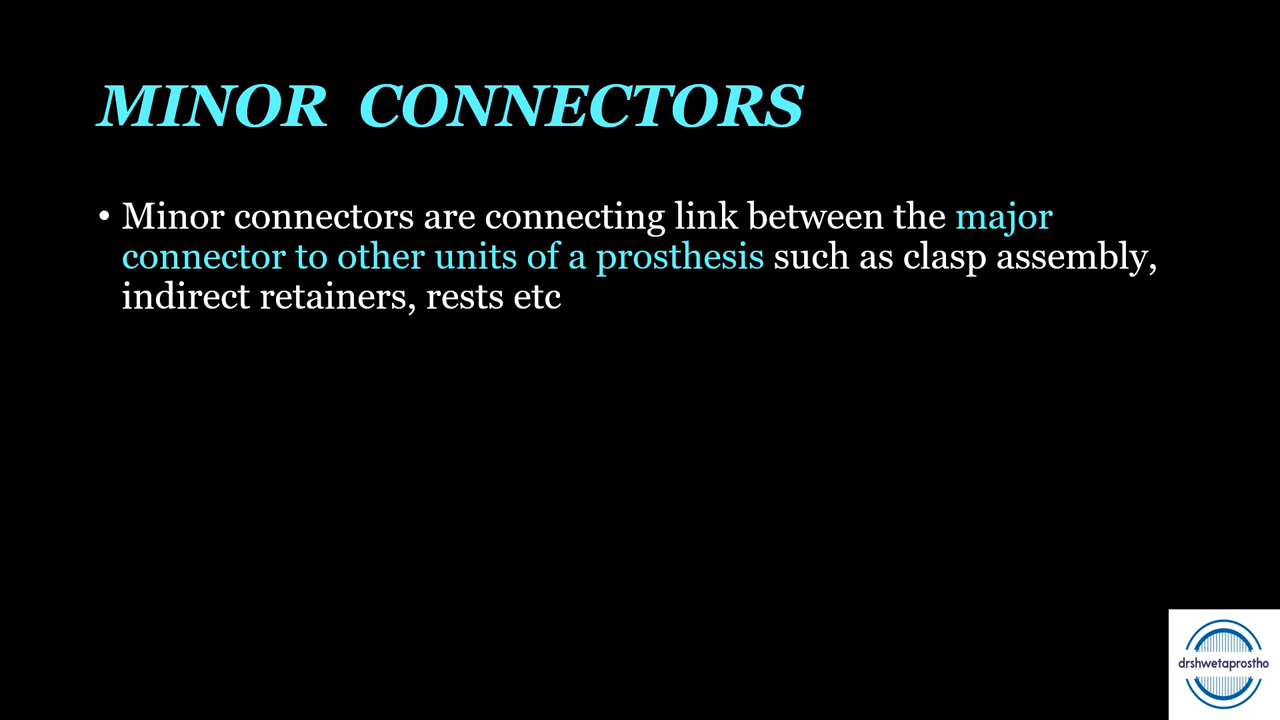 MINOR CONNECTORS
• Minor connectors are connecting link between the major
connector to other units of a prosthesis such as clasp assembly,
indirect retainers, rests etc
drshwetaprostho